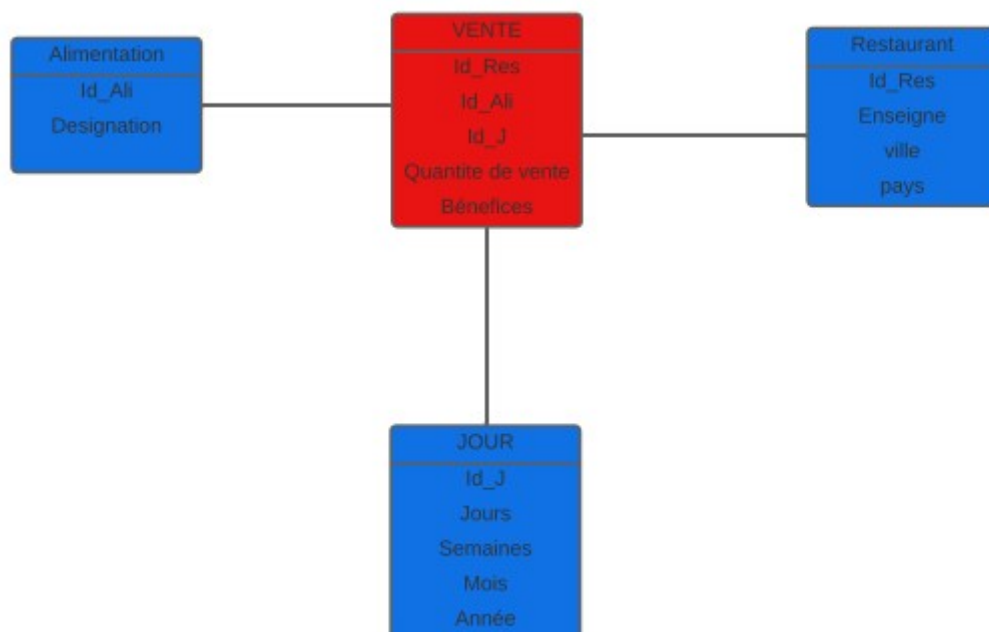 Alimentation
Id_Ali
Designation
VENTE
Id_Res
Id_Ali
Id_J
Quantite de vente
Bénefices
Restaurant
Id_Res
Enseigne
ville
pays
JOUR
Id_J
Jours
Semaines
Mois
Année